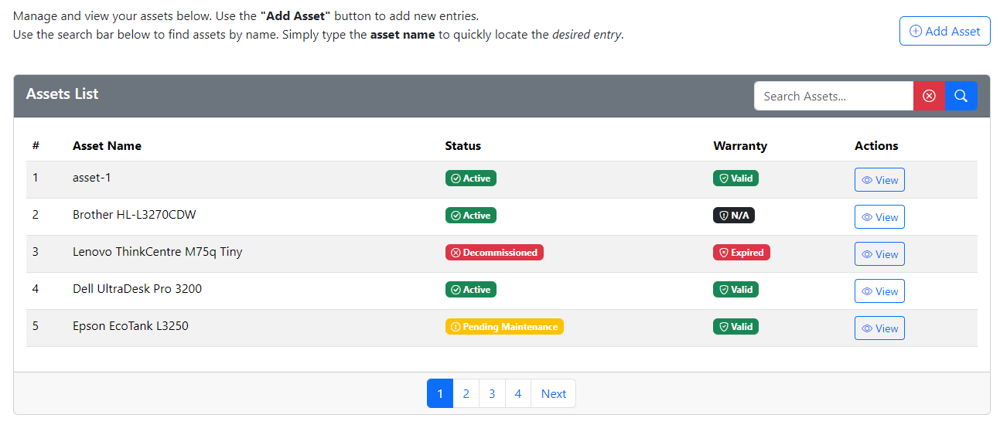 Manage and view your assets below. Use the "Add Asset" button to add new entries.
Use the search bar below to find assets by name. Simply type the asset name to quickly locate the desired entry.
Add Asset
Assets List
Search Assets...
# Asset Name Status Warranty Actions
1 asset-1 Active Valid View
2 Brother HL-L3270CDW Active N/A View
3 Lenovo ThinkCentre M75q Tiny Decommissioned Expired View
4 Dell UltraDesk Pro 3200 Active Valid View
5 Epson EcoTank L3250 Pending Maintenance Valid View
1 2 3 4 Next